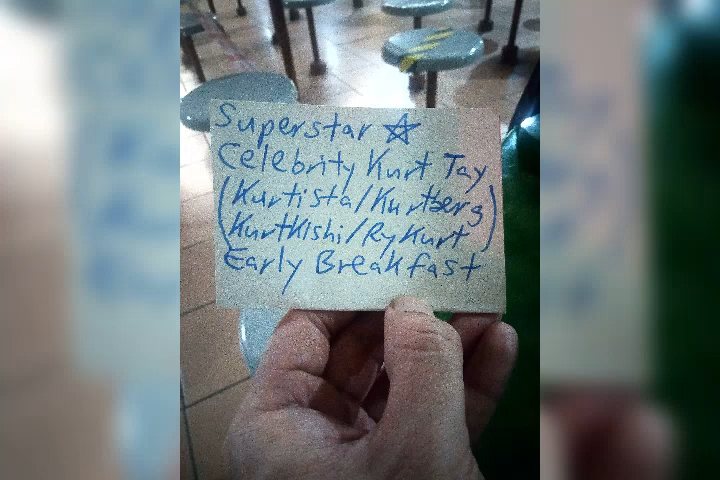 Superstar ☆
Celebrity Kurt Tay
(Kurtista/Kurtberg
KurtKishi/RyKurt)
Early Breakfast